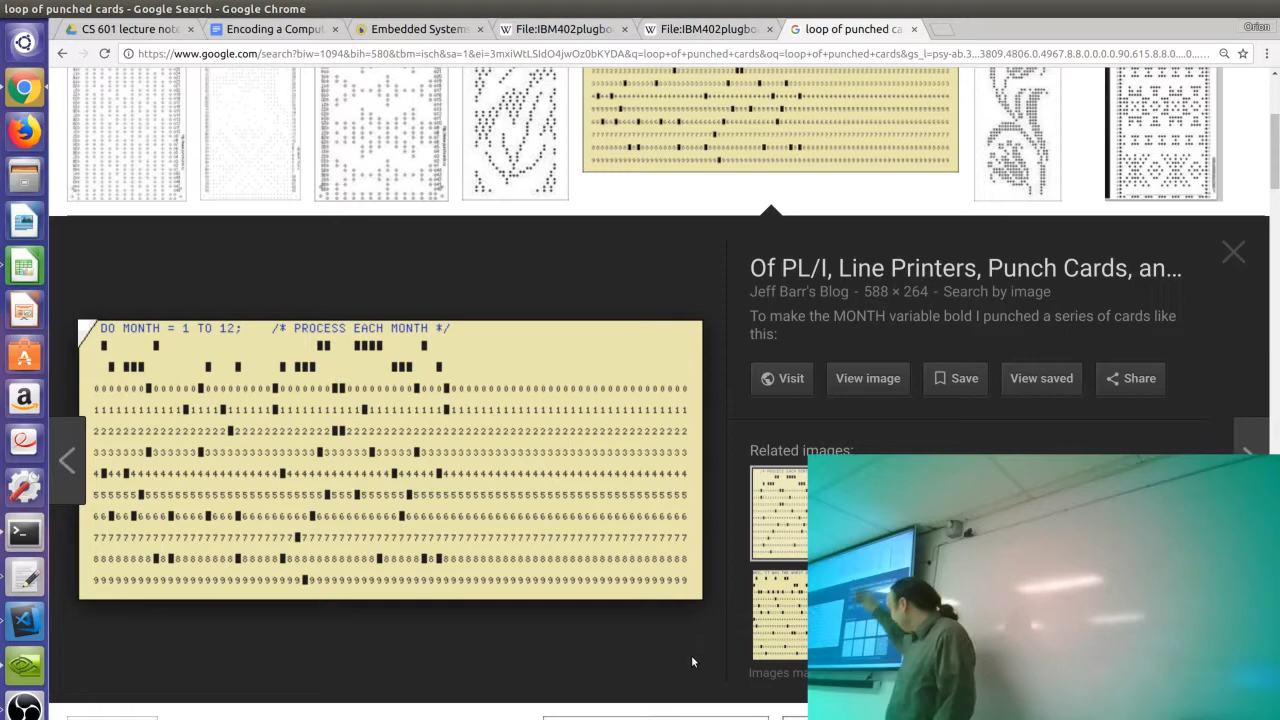 loop of punched cards - Google Search - Google Chrome
CS 601 lecture note
Encoding a Comput
Embedded Systems
File:IBM402plugbo
File:IBM402plugbo
loop of punched ca
Orion
https://www.google.com/search?biw=1094&bih=580&tbm=isch&sa=1&ei=3mxiWtLSIdO4jwOz0bKYDA&q=loop+of+punched+cards&oq=loop+of+punched+cards&gs_l=psy-ab.3...3809.4806.0.4967.8.8.0.0.0.0.90.615.8.8.0....0...
DO MONTH = 1 TO 12; /* PROCESS EACH MONTH */
Of PL/I, Line Printers, Punch Cards, an...
Jeff Barr's Blog - 588 × 264 - Search by image
To make the MONTH variable bold I punched a series of cards like
this:
Visit
View image
Save
View saved
Share
Related images:
Images ma